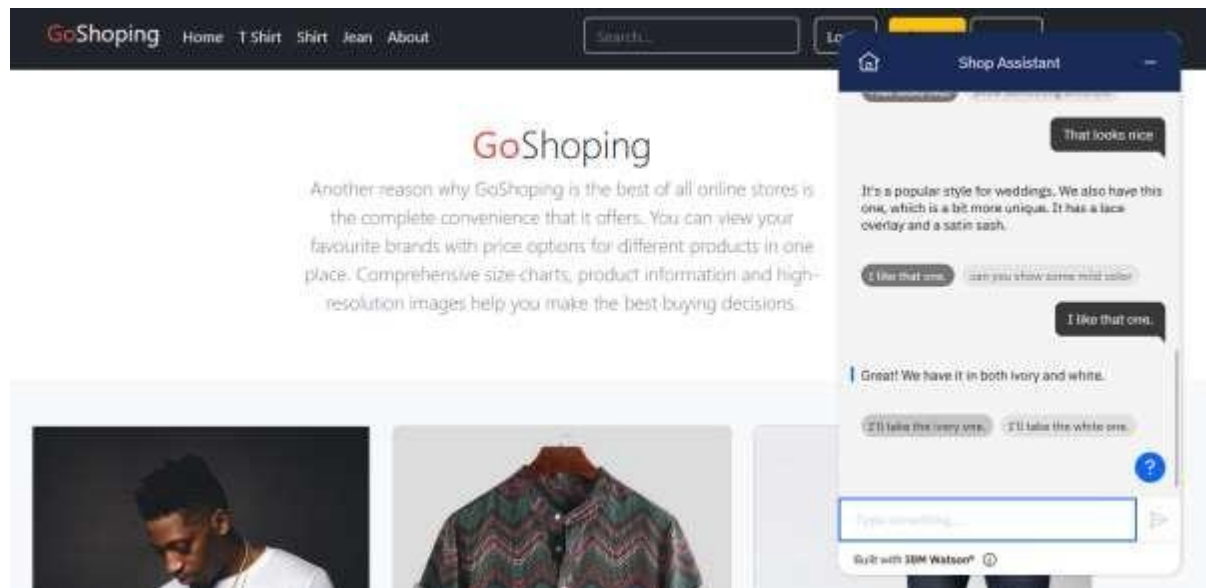 GoShoping Home T Shirt Shirt Jean About
Search...
Shop Assistant
GoShoping
Another reason why GoShoping is the best of all online stores is
the complete convenience that it offers. You can view your
favourite brands with price options for different products in one
place. Comprehensive size charts, product information and high-
resolution images help you make the best buying decisions.
That looks nice
It's a popular style for weddings. We also have this
one, which is a bit more unique. It has a lace
overlay and a satin sash.
I like that one.
can you show some mild color
I like that one.
Great! We have it in both ivory and white.
I'll take the ivory one.
I'll take the white one.
?
Type something...
Built with IBM Watson®